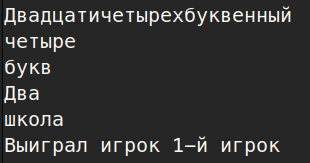 Двадцатичетырехбуквенный
четыре
букв
Два
школа
Выиграл игрок 1-й игрок